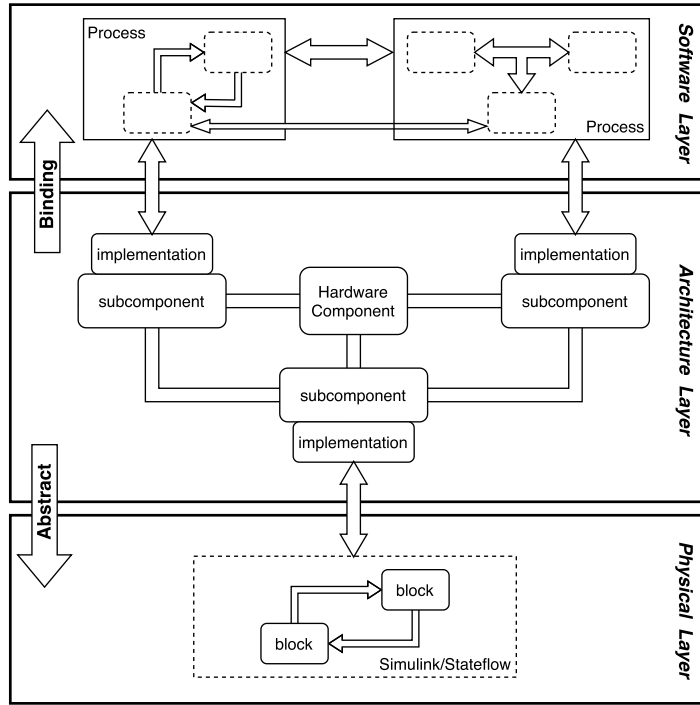 Process
Process
Software Layer
Binding
implementation
implementation
subcomponent
Hardware
Component
subcomponent
Architecture Layer
subcomponent
implementation
Abstract
block
block
Simulink/Stateflow
Physical Layer